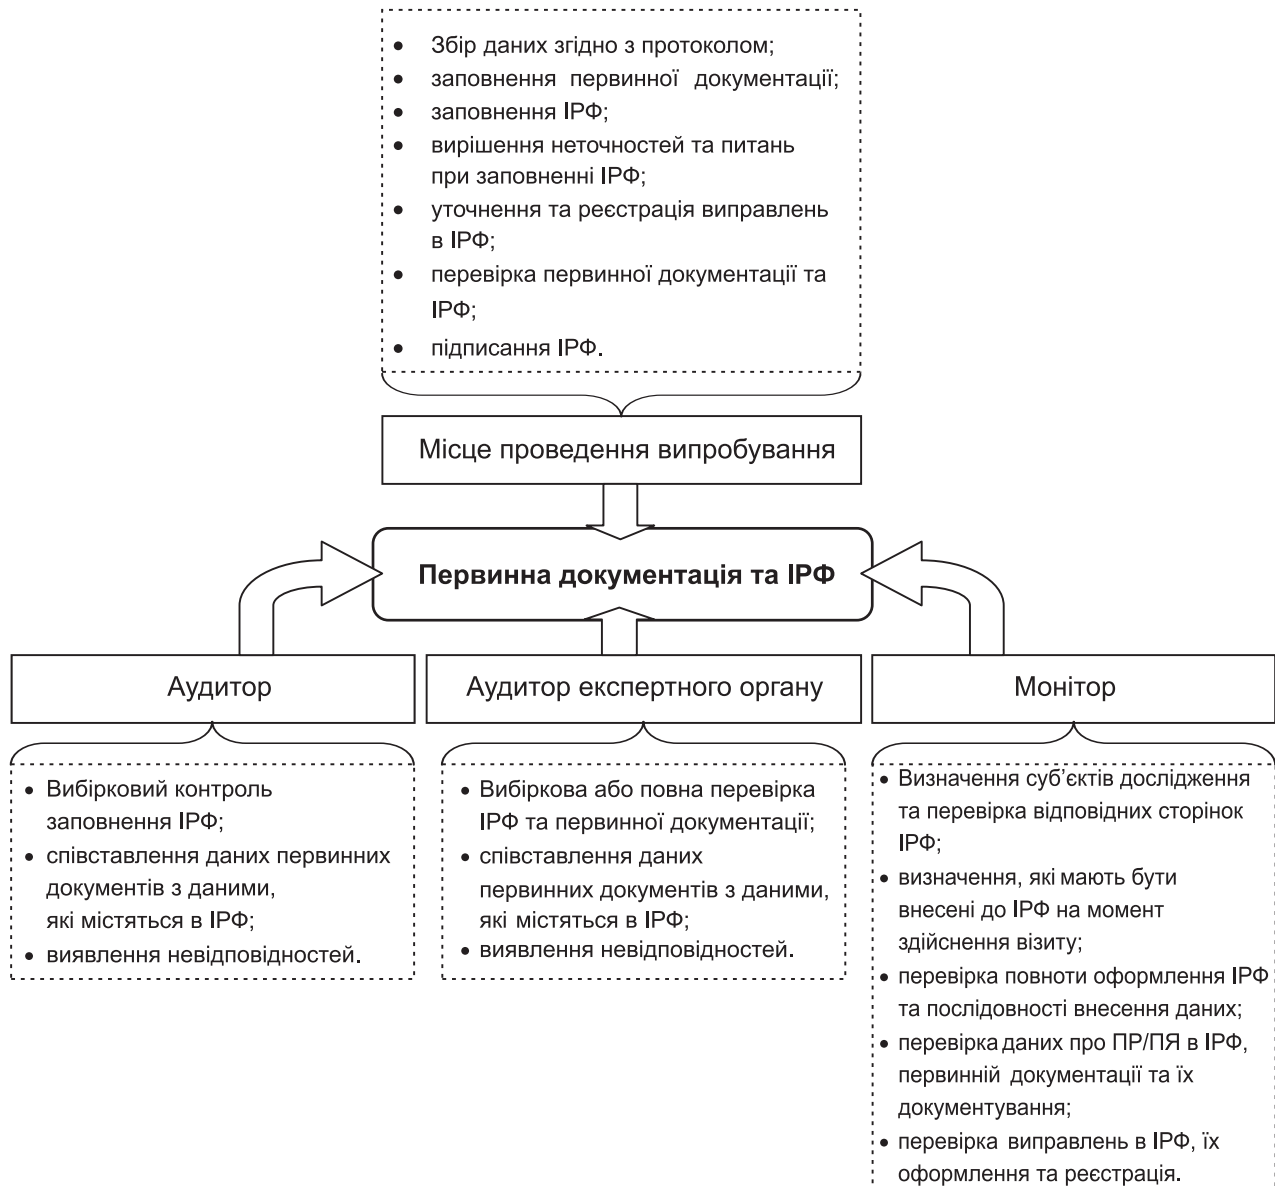 • Збір даних згідно з протоколом;
• заповнення первинної документації;
• заповнення ІРФ;
• вирішення неточностей та питань
при заповненні ІРФ;
• уточнення та реєстрація виправлень
в ІРФ;
• перевірка первинної документації та
ІРФ;
• підписання ІРФ.
Місце проведення випробування
Первинна документація та ІРФ
Аудитор
• Вибірковий контроль
заповнення ІРФ;
• співставлення даних первинних
документів з даними,
які містяться в ІРФ;
• виявлення невідповідностей.
Аудитор експертного органу
• Вибіркова або повна перевірка
ІРФ та первинної документації;
• співставлення даних
первинних документів з даними,
які містяться в ІРФ;
• виявлення невідповідностей.
Монітор
• Визначення суб’єктів дослідження
та перевірка відповідних сторінок
ІРФ;
• визначення, які мають бути
внесені до ІРФ на момент
здійснення візиту;
• перевірка повноти оформлення ІРФ
та послідовності внесення даних;
• перевірка даних про ПР/ПЯ в ІРФ,
первинній документації та їх
документування;
• перевірка виправлень в ІРФ, їх
оформлення та реєстрація.